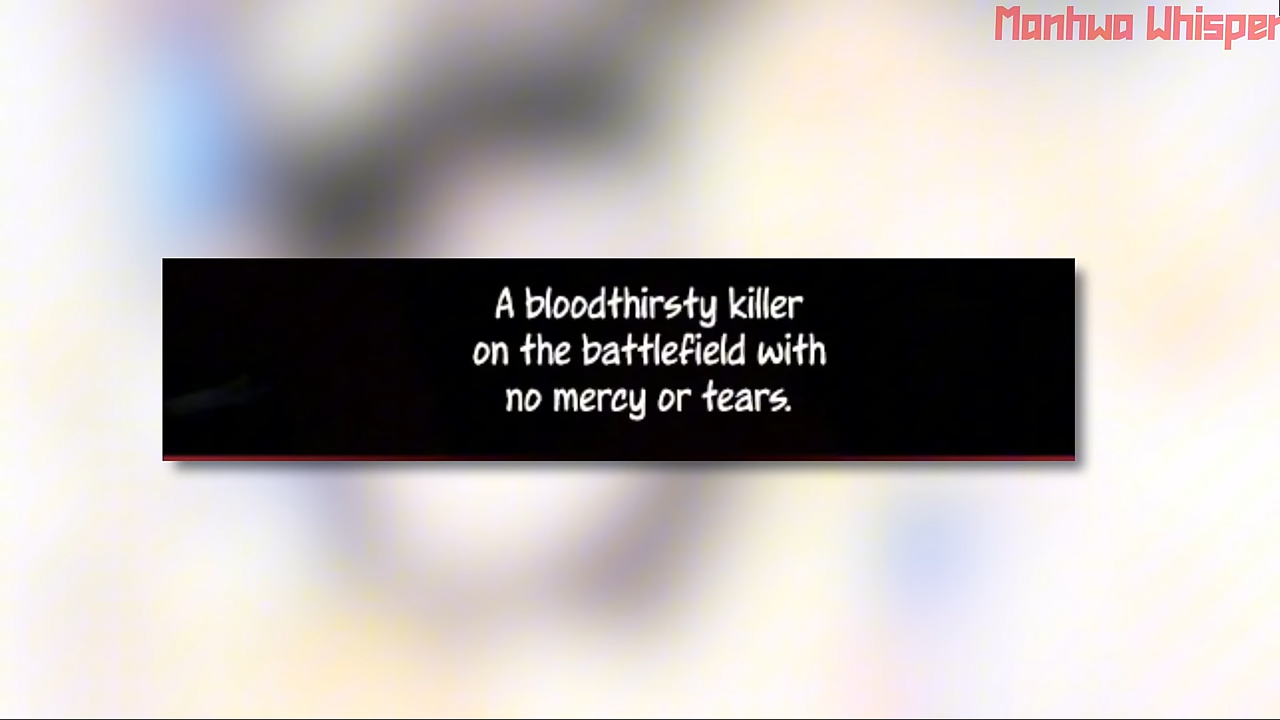 Manhwa Whisper
A bloodthirsty killer
on the battlefield with
no mercy or tears.